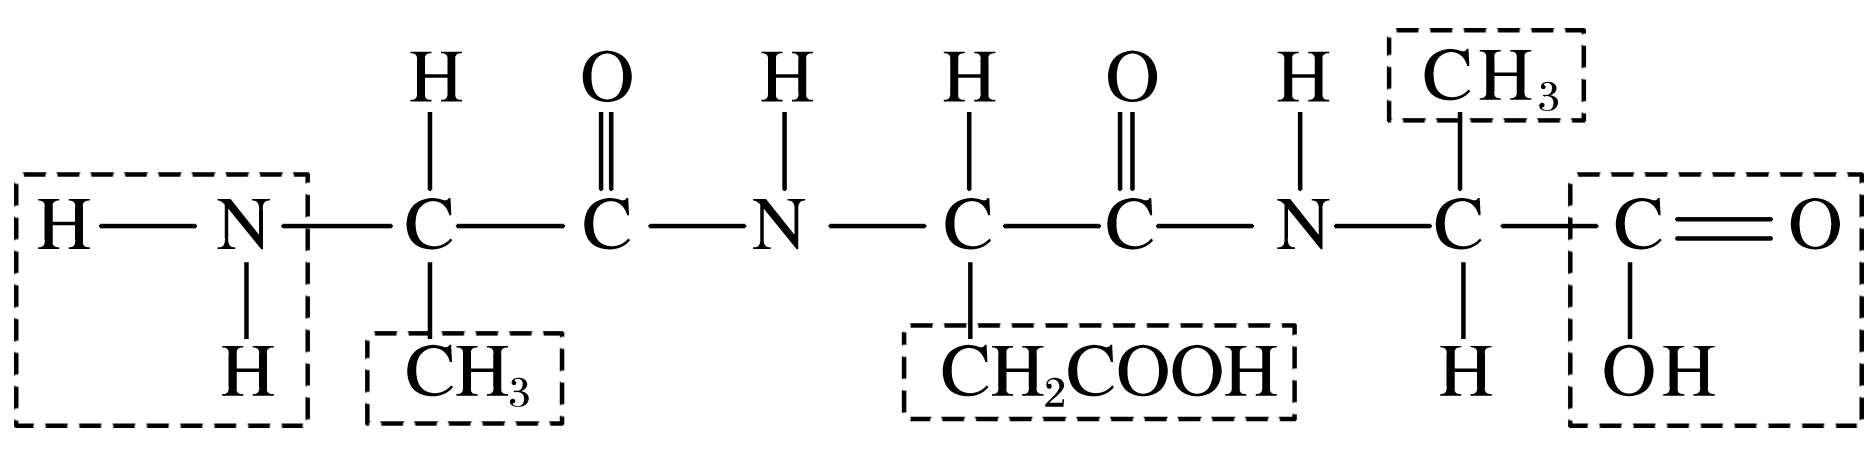 H O H H O H CH₃
H N C C N C C N C C O
H CH₃ CH₂COOH H OH